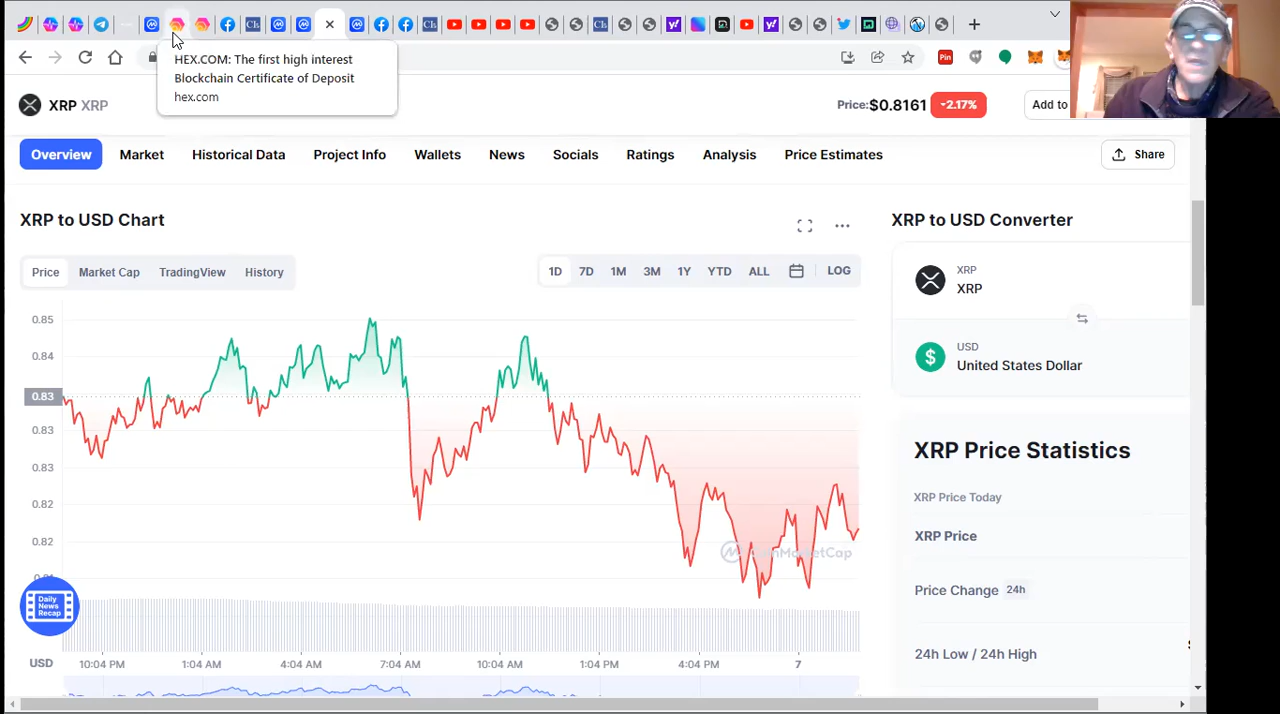 HEX.COM: The first high interest
Blockchain Certificate of Deposit
hex.com
Pin
XRP XRP
Price: $0.8161 -2.17% Add to
Overview Market Historical Data Project Info Wallets News Socials Ratings Analysis Price Estimates Share
XRP to USD Chart
XRP to USD Converter
Price Market Cap TradingView History
1D 7D 1M 3M 1Y YTD ALL LOG
XRP
XRP
USD
United States Dollar
0.85
0.84
0.83
0.83
0.83
0.82
0.82
XRP Price Statistics
XRP Price Today
XRP Price
Price Change 24h
24h Low / 24h High
CoinMarketCap
Daily
News
Recap
USD 10:04 PM 1:04 AM 4:04 AM 7:04 AM 10:04 AM 1:04 PM 4:04 PM 7